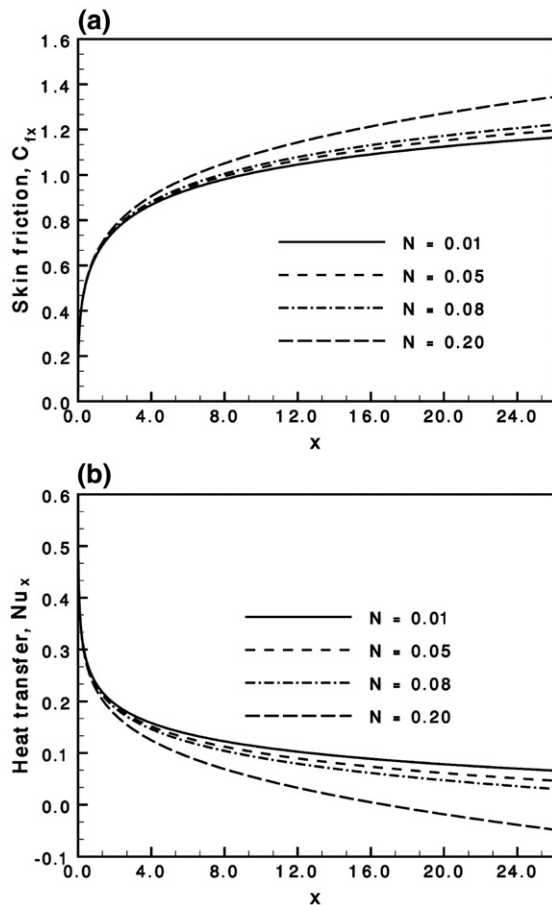 (a)
1.6
1.4
1.2
1.0
0.8
0.6
0.4
0.2
0.0
Skin friction, Cfx
N = 0.01
N = 0.05
N = 0.08
N = 0.20
0.0 4.0 8.0 12.0 16.0 20.0 24.0
x
(b)
0.6
0.5
0.4
0.3
0.2
0.1
0.0
-0.1
Heat transfer, Nux
N = 0.01
N = 0.05
N = 0.08
N = 0.20
0.0 4.0 8.0 12.0 16.0 20.0 24.0
x